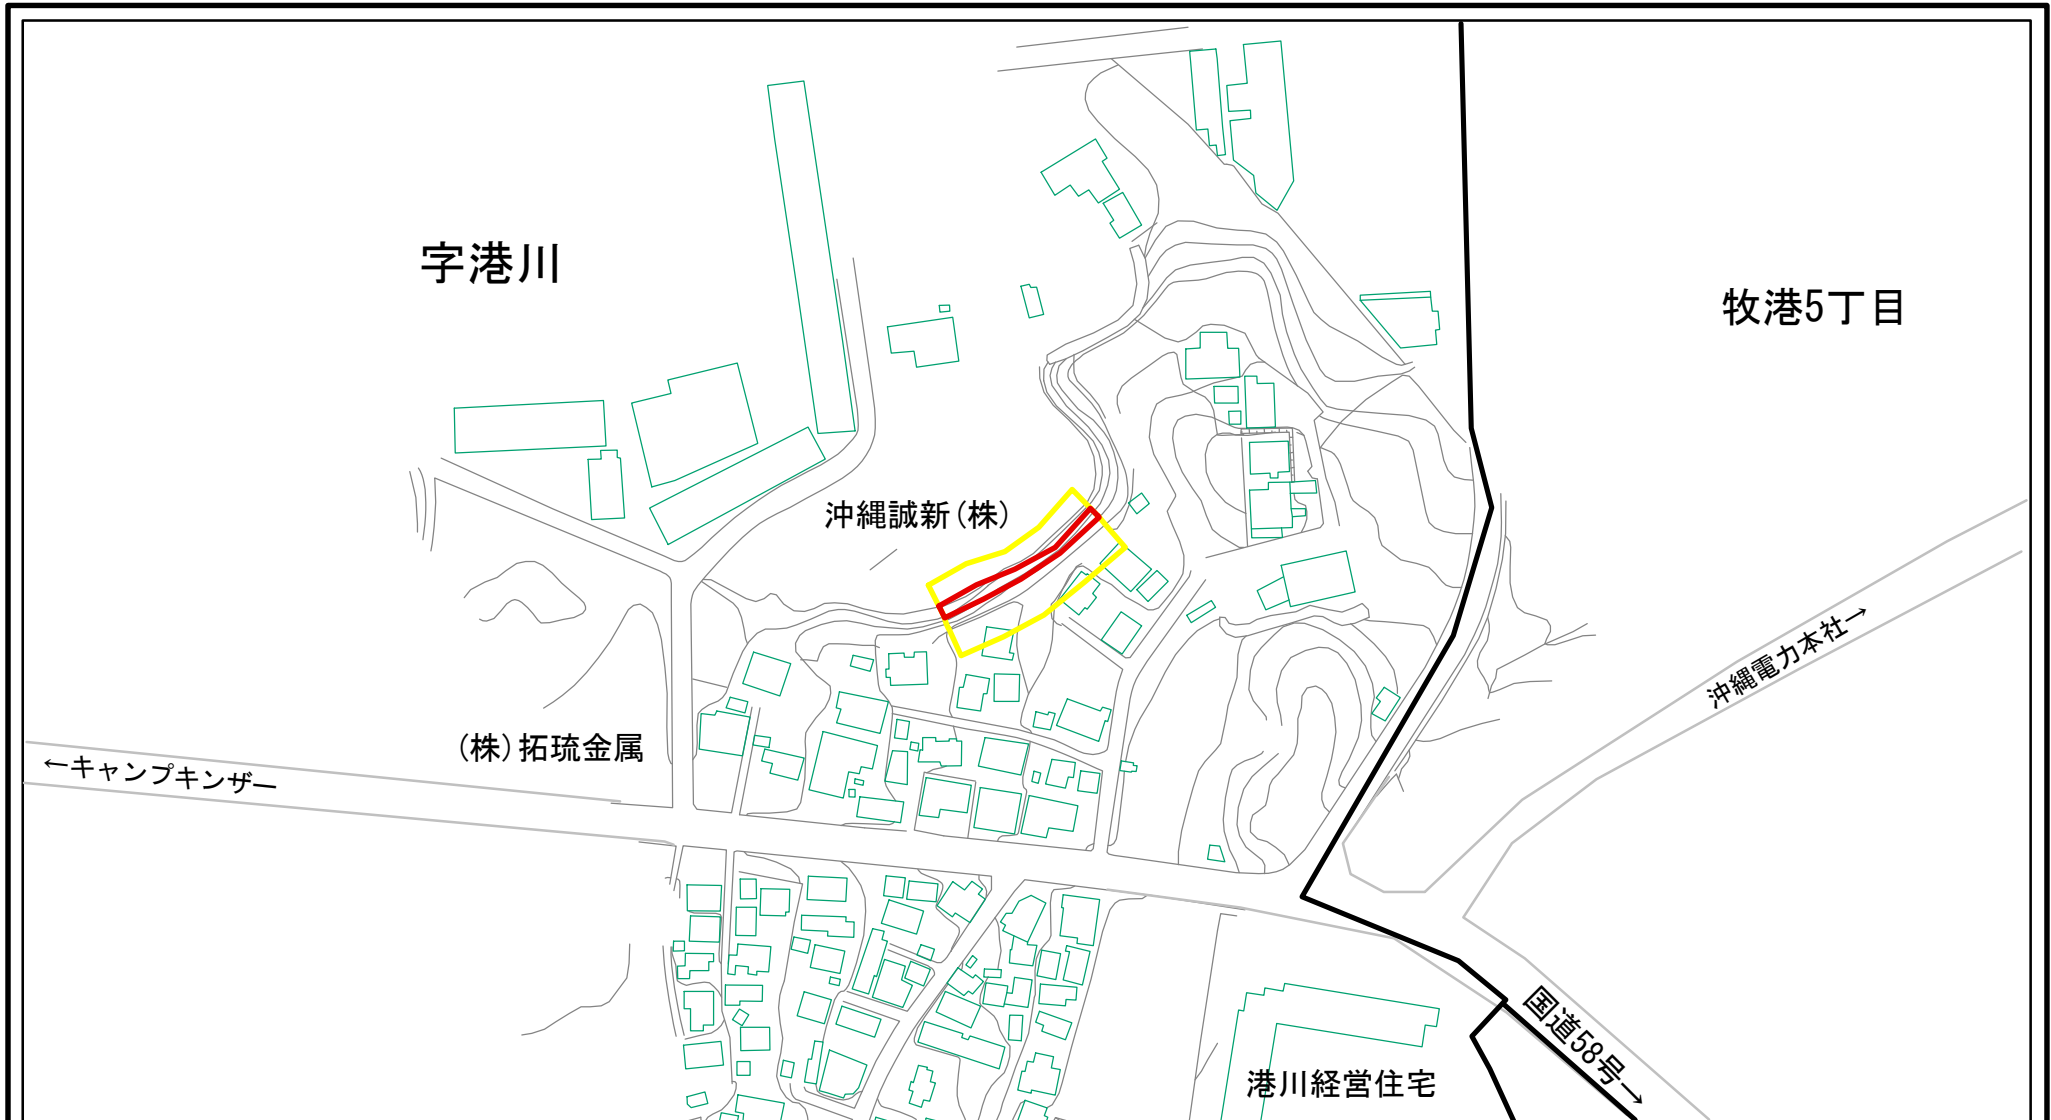 字港川
牧港5丁目
沖縄誠新(株)
沖縄電力本社→
(株)拓琉金属
←キャンプキンザー
国道58号→
港川経営住宅